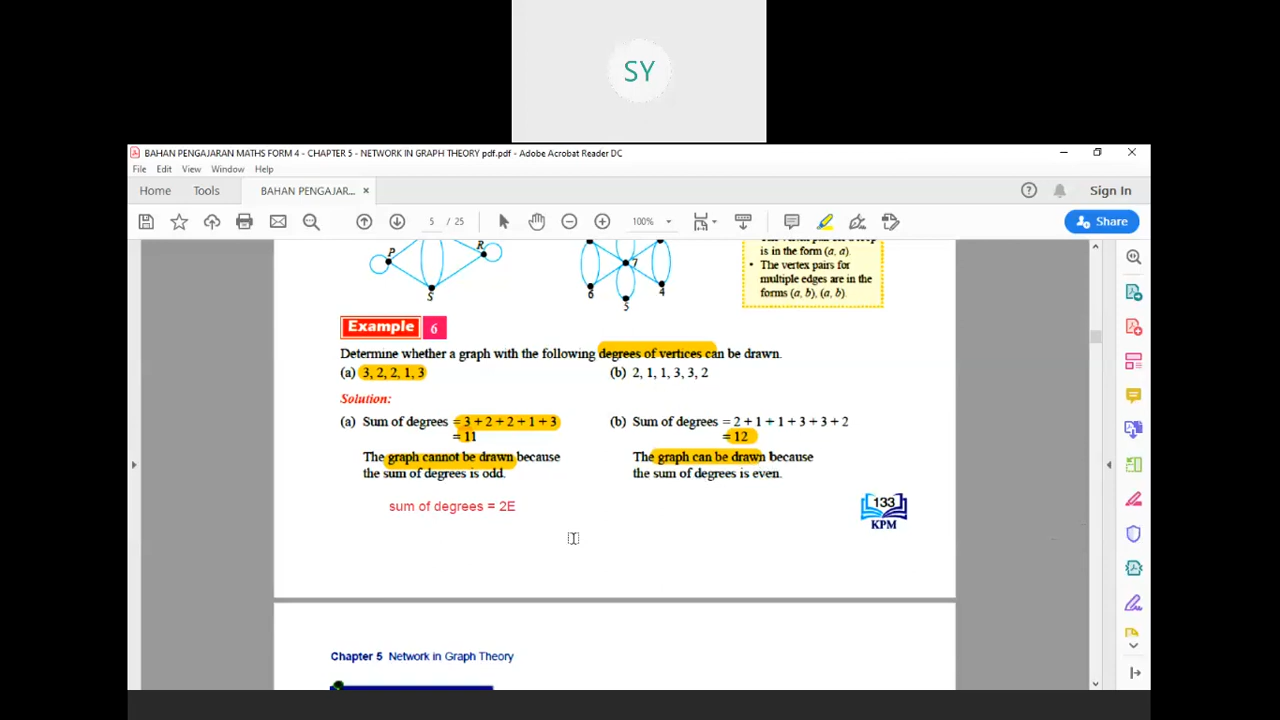 SY
BAHAN PENGAJARAN MATHS FORM 4 - CHAPTER 5 - NETWORK IN GRAPH THEORY pdf.pdf - Adobe Acrobat Reader DC
File Edit View Window Help
Home Tools BAHAN PENGAJAR... × Sign In
5 / 25 100% Share
is in the form (a, a).
• The vertex pairs for
multiple edges are in the
forms (a, b), (a, b).
P R S
7 6 5 4
Example 6
Determine whether a graph with the following degrees of vertices can be drawn.
(a) 3, 2, 2, 1, 3 (b) 2, 1, 1, 3, 3, 2
Solution:
(a) Sum of degrees = 3 + 2 + 2 + 1 + 3
= 11
The graph cannot be drawn because
the sum of degrees is odd.
(b) Sum of degrees = 2 + 1 + 1 + 3 + 3 + 2
= 12
The graph can be drawn because
the sum of degrees is even.
sum of degrees = 2E
133
KPM
Chapter 5 Network in Graph Theory